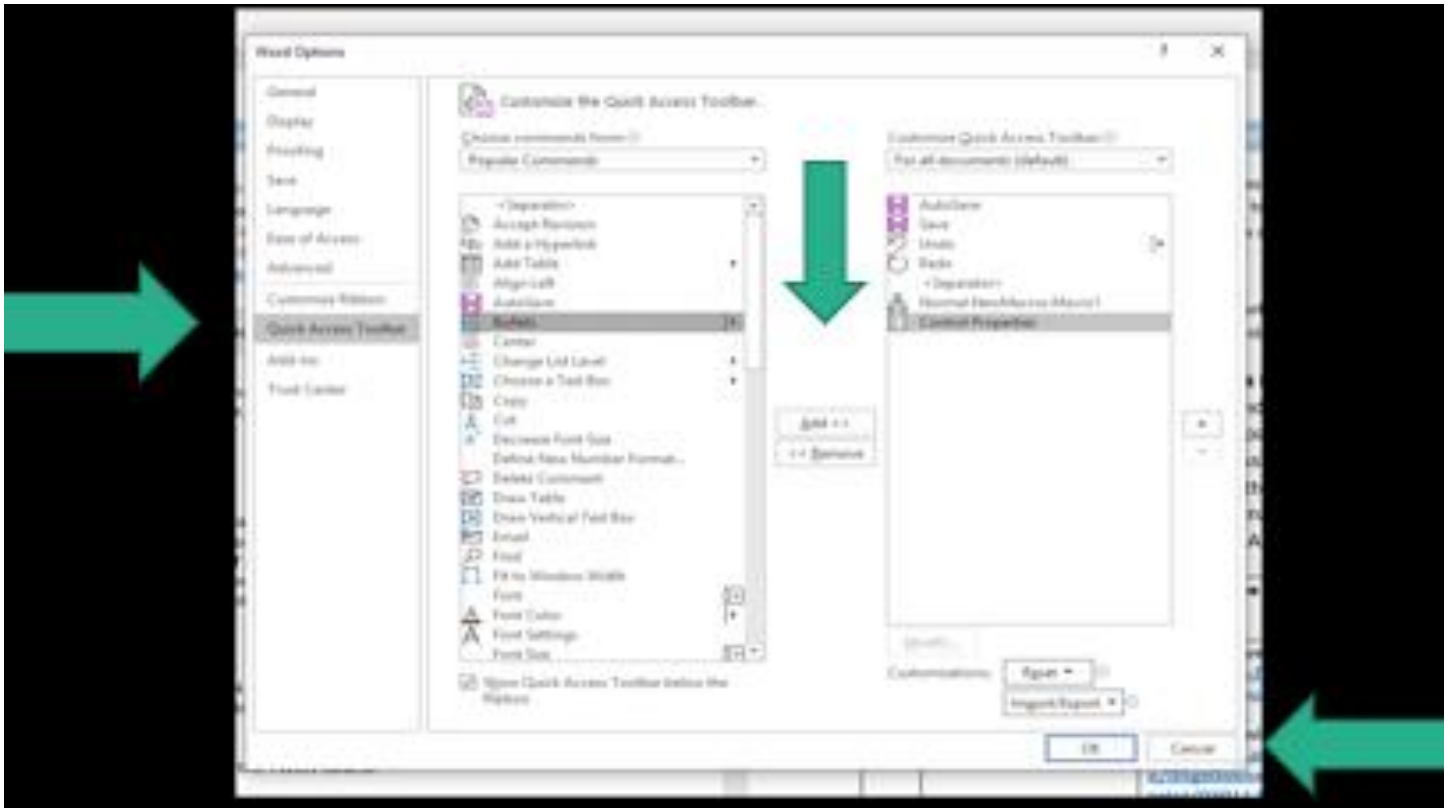 Word Options
General
Display
Proofing
Save
Language
Ease of Access
Advanced
Customize Ribbon
Quick Access Toolbar
Add-ins
Trust Center
Customize the Quick Access Toolbar.
Choose commands from:
Popular Commands
<Separator>
Accept Revision
Add a Hyperlink
Add Table
Align Left
AutoSave
Bullets
Center
Change List Level
Choose a Text Box
Copy
Cut
Decrease Font Size
Define New Number Format...
Delete Comment
Draw Table
Draw Vertical Text Box
Email
Find
Fit to Window Width
Font
Font Color
Font Settings
Font Size
Show Quick Access Toolbar below the
Ribbon
Add >>
<< Remove
Customize Quick Access Toolbar:
For all documents (default)
AutoSave
Save
Undo
Redo
<Separator>
Normal.NewMacros.Macro1
Control Properties
Modify...
Customizations:
Reset
Import/Export
OK
Cancel